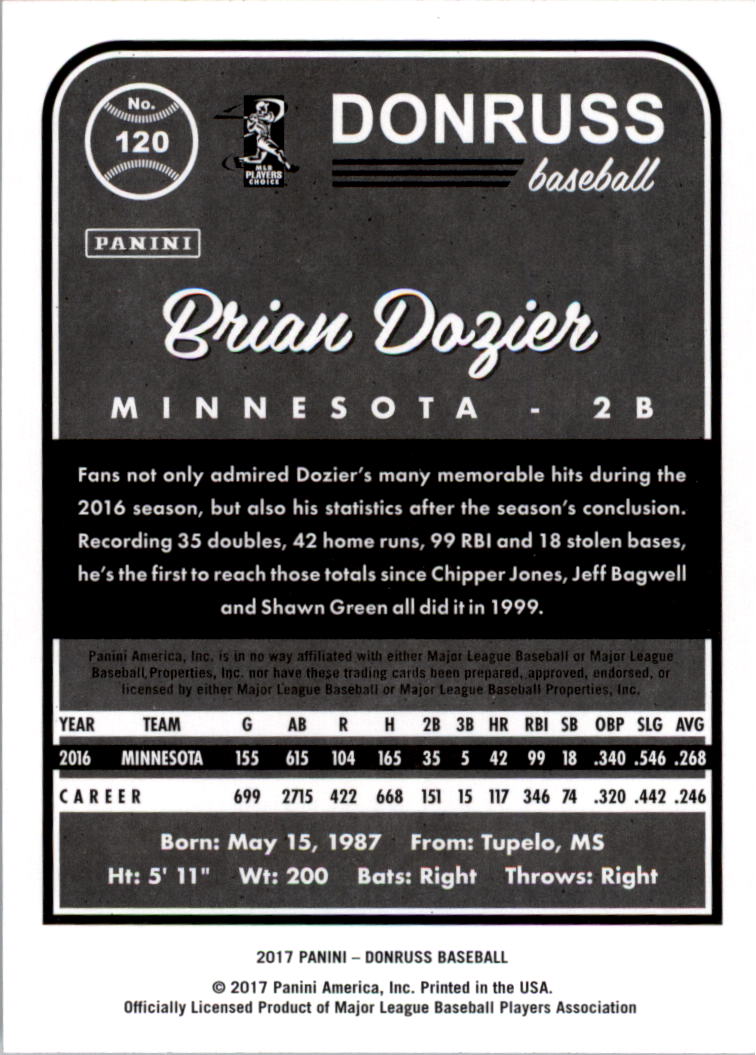 No.
120
MLB
PLAYERS
CHOICE
DONRUSS
baseball
PANINI
Brian Dozier
MINNESOTA - 2B
Fans not only admired Dozier's many memorable hits during the
2016 season, but also his statistics after the season's conclusion.
Recording 35 doubles, 42 home runs, 99 RBI and 18 stolen bases,
he's the first to reach those totals since Chipper Jones, Jeff Bagwell
and Shawn Green all did it in 1999.
Panini America, Inc. is in no way affiliated with either Major League Baseball or Major League
Baseball Properties, Inc. nor have these trading cards been prepared, approved, endorsed, or
licensed by either Major League Baseball or Major League Baseball Properties, Inc.
YEAR TEAM G AB R H 2B 3B HR RBI SB OBP SLG AVG
2016 MINNESOTA 155 615 104 165 35 5 42 99 18 .340 .546 .268
CAREER 699 2715 422 668 151 15 117 346 74 .320 .442 .246
Born: May 15, 1987 From: Tupelo, MS
Ht: 5' 11" Wt: 200 Bats: Right Throws: Right
2017 PANINI – DONRUSS BASEBALL
© 2017 Panini America, Inc. Printed in the USA.
Officially Licensed Product of Major League Baseball Players Association